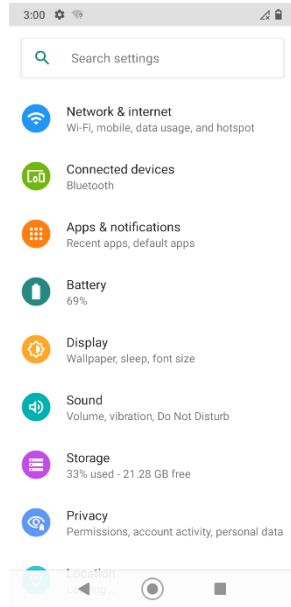 3:00
Search settings
Network & internet
Wi-Fi, mobile, data usage, and hotspot
Connected devices
Bluetooth
Apps & notifications
Recent apps, default apps
Battery
69%
Display
Wallpaper, sleep, font size
Sound
Volume, vibration, Do Not Disturb
Storage
33% used - 21.28 GB free
Privacy
Permissions, account activity, personal data
Location